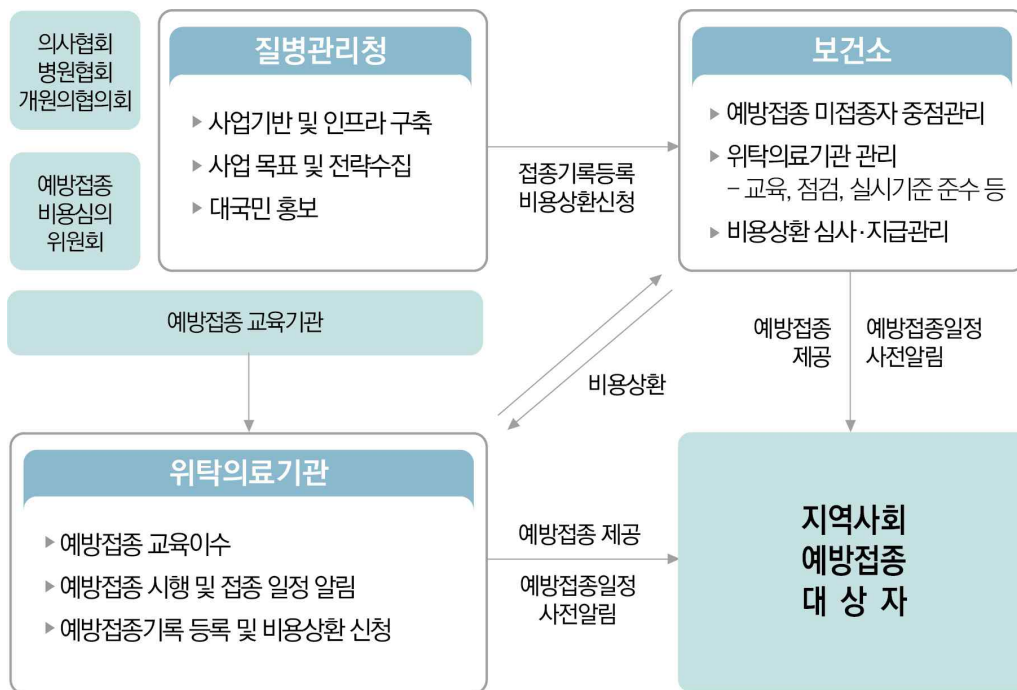 의사협회
병원협회
개원의협의회
예방접종
비용심의
위원회
질병관리청
▸ 사업기반 및 인프라 구축
▸ 사업 목표 및 전략수집
▸ 대국민 홍보
예방접종 교육기관
접종기록등록
비용상환신청
보건소
▸ 예방접종 미접종자 중점관리
▸ 위탁의료기관 관리
– 교육, 점검, 실시기준 준수 등
▸ 비용상환 심사·지급관리
비용상환
예방접종
제공
예방접종일정
사전알림
위탁의료기관
▸ 예방접종 교육이수
▸ 예방접종 시행 및 접종 일정 알림
▸ 예방접종기록 등록 및 비용상환 신청
예방접종 제공
예방접종일정
사전알림
지역사회
예방접종
대 상 자